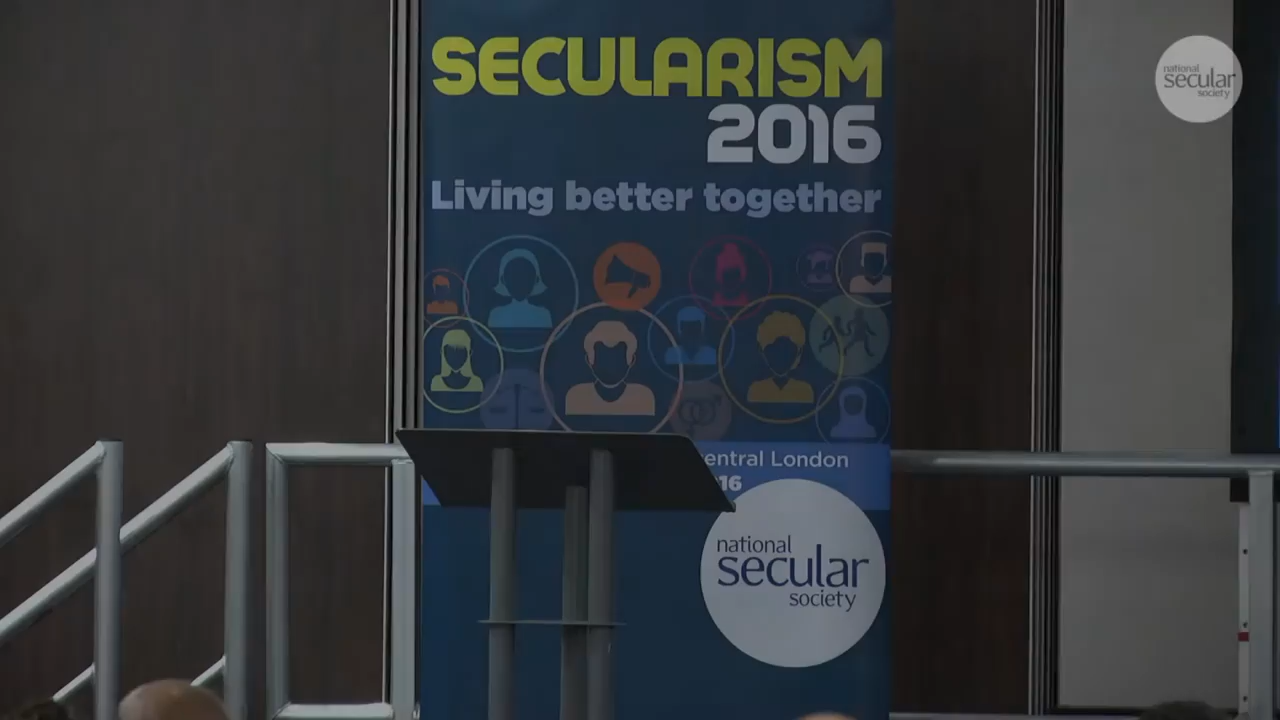 SECULARISM
2016
Living better together
entral London
16
national
secular
society
national
secular
society